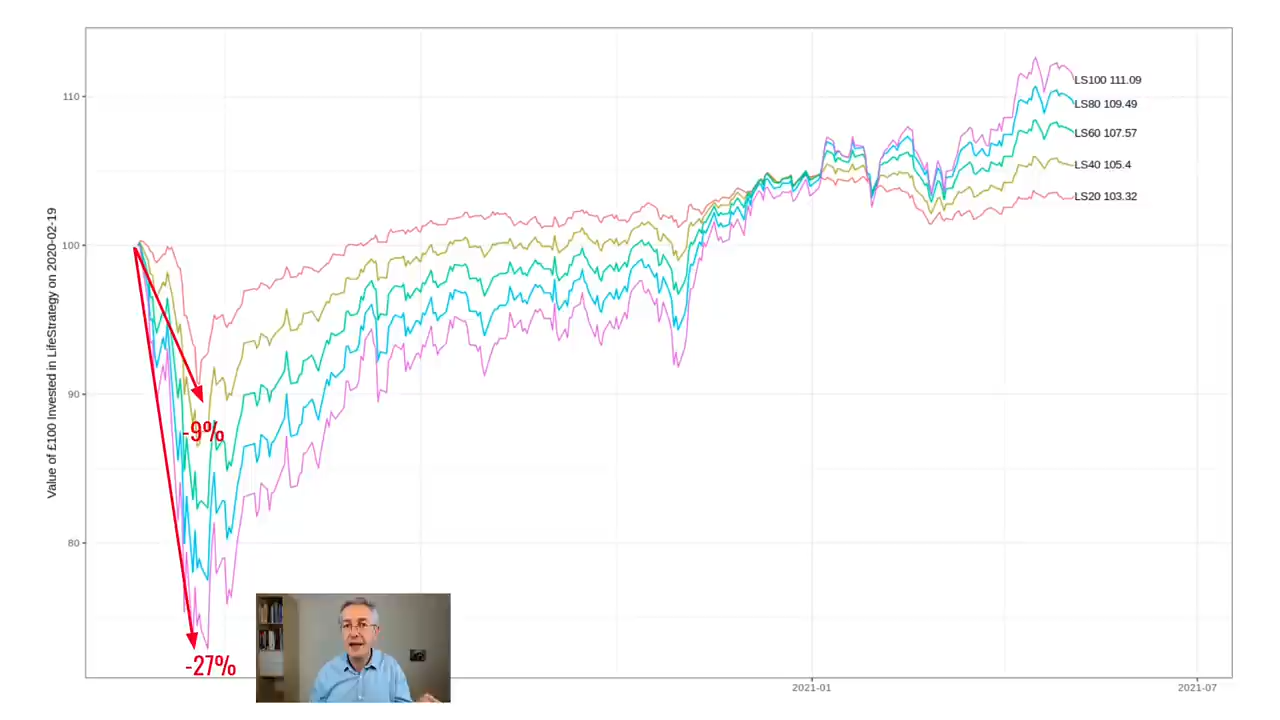 Value of £100 Invested in LifeStrategy on 2020-02-19
110
100
90
80
LS100 111.09
LS80 109.49
LS60 107.57
LS40 105.4
LS20 103.32
-9%
-27%
2021-01
2021-07